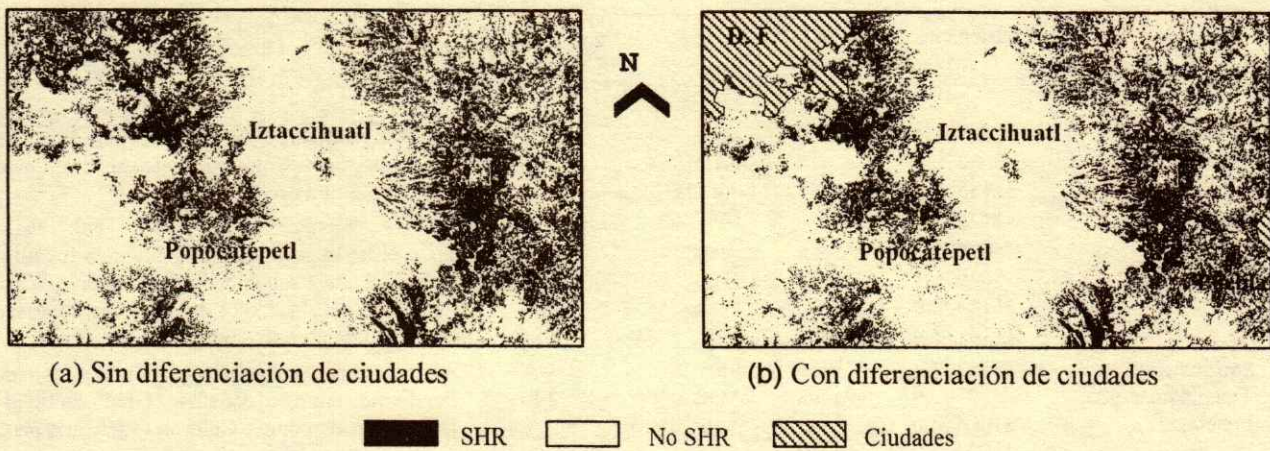 Iztaccihuatl
Popocatépetl
(a) Sin diferenciación de ciudades
N
D. F.
Iztaccihuatl
Popocatépetl
(b) Con diferenciación de ciudades
SHR
No SHR
Ciudades